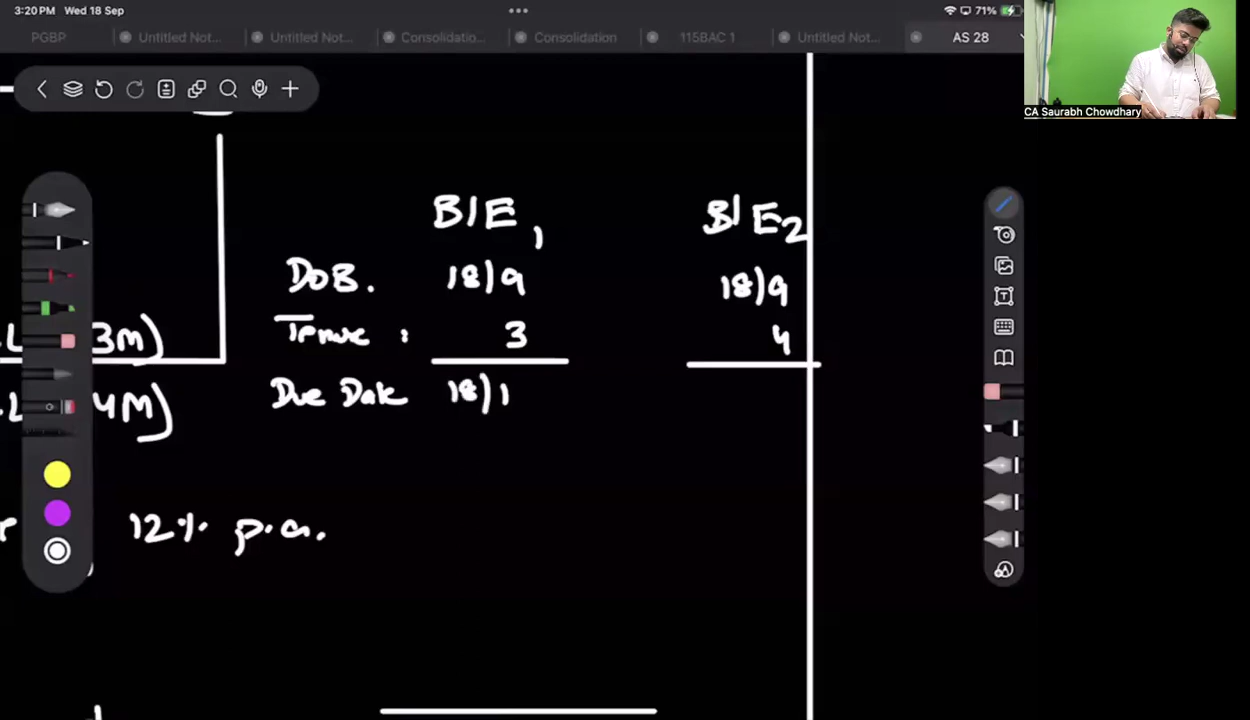 3:20 PM Wed 18 Sep
71%
PGBP
Untitled Not...
Untitled Not...
Consolidatio...
Consolidation
115BAC 1
Untitled Not...
AS 28
CA Saurabh Chowdhary
B/E1 B/E2
DOB. 18/9 18/9
Tenure : 3 4
3M)
Due Date 18/1
4M)
12% p.a.